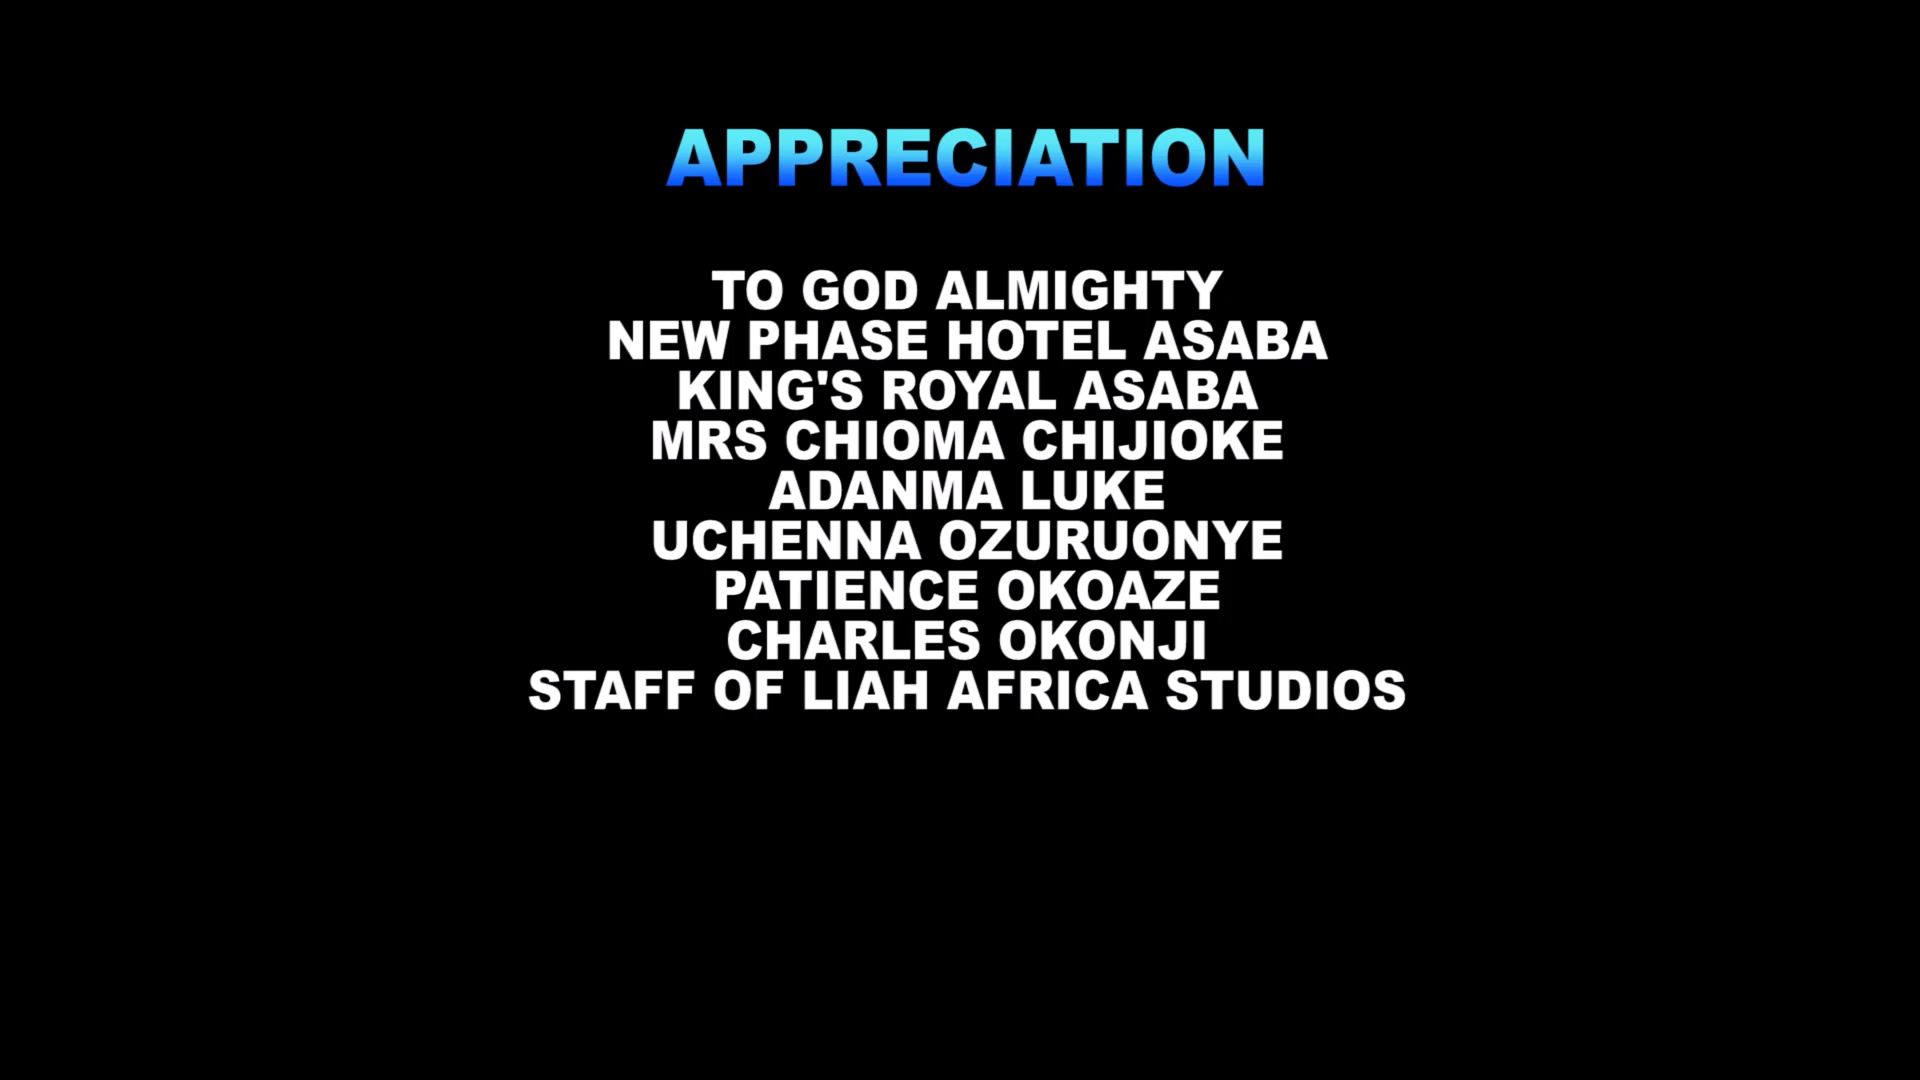 APPRECIATION
TO GOD ALMIGHTY
NEW PHASE HOTEL ASABA
KING'S ROYAL ASABA
MRS CHIOMA CHIJIOKE
ADANMA LUKE
UCHENNA OZURUONYE
PATIENCE OKOAZE
CHARLES OKONJI
STAFF OF LIAH AFRICA STUDIOS